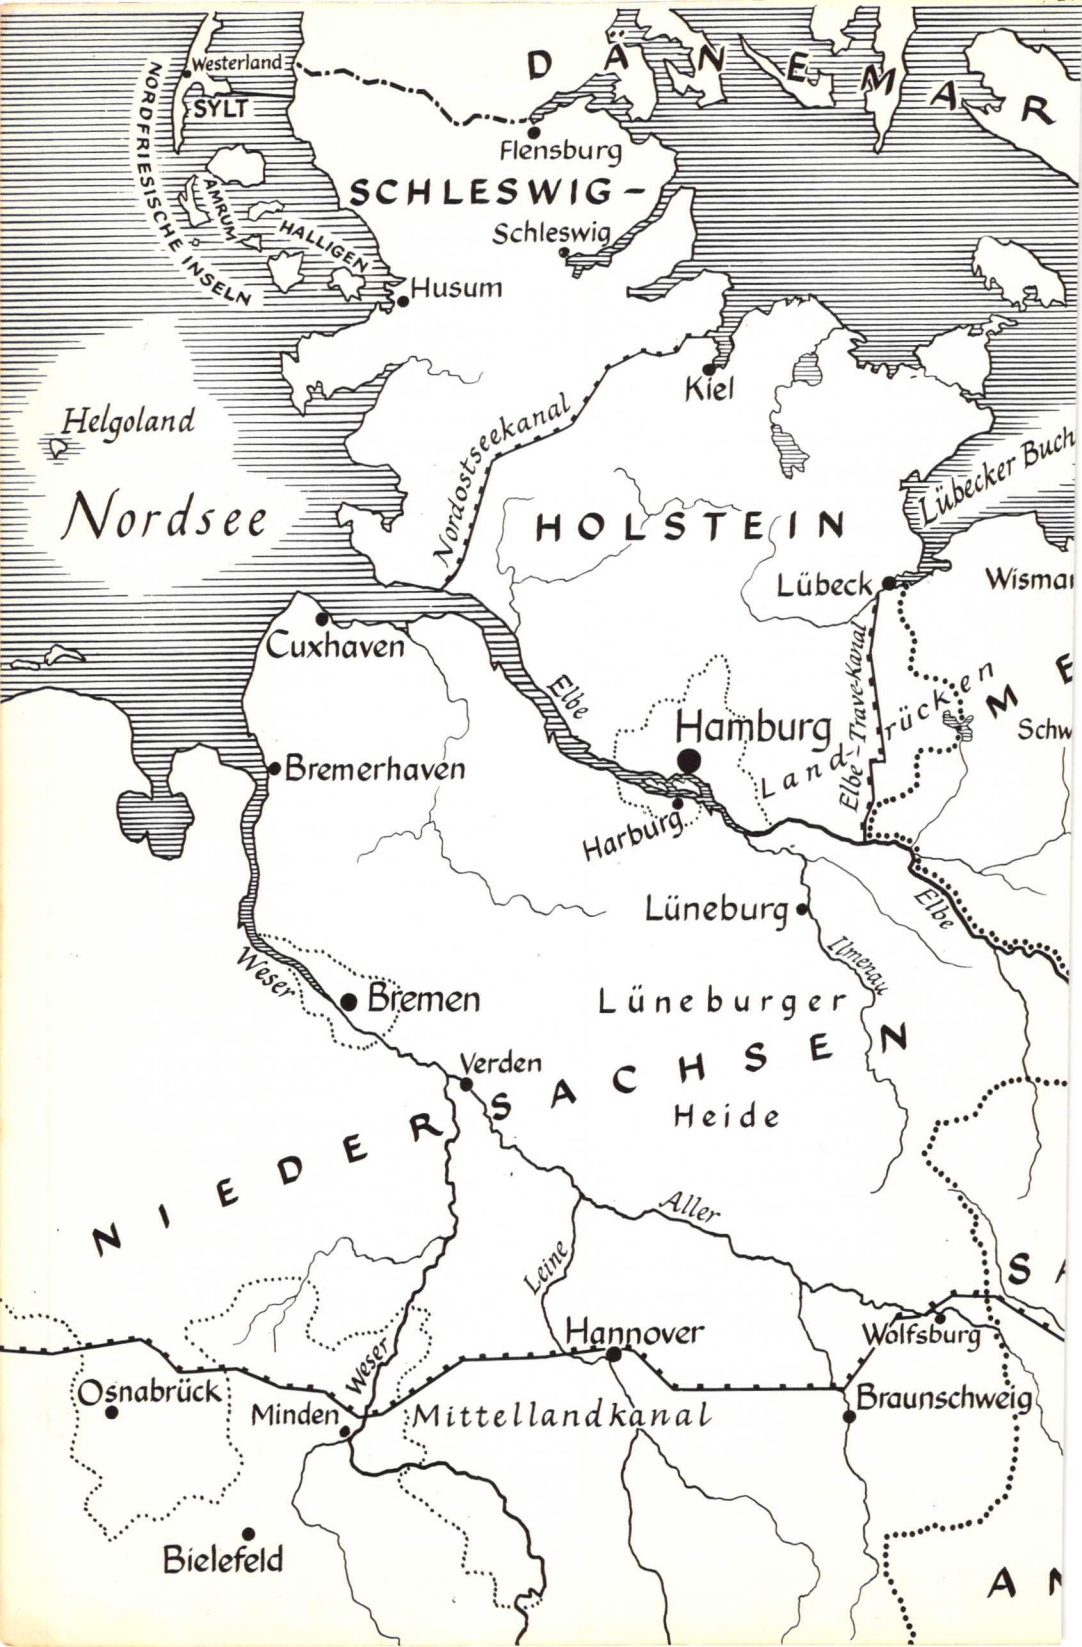 DÄNEMAR
Westerland
SYLT
NORDFRIESISCHE INSELN
AMRUM
HALLIGEN
Flensburg
SCHLESWIG-
Schleswig
Husum
Kiel
Nordostseekanal
Helgoland
Nordsee
HOLSTEIN
Lübecker Buch
Lübeck
Wismar
Cuxhaven
Elbe
Elbe-Trave-Kanal
Landrücken
ME
Schw
Hamburg
Bremerhaven
Harburg
Lüneburg
Elbe
Ilmenau
Weser
Bremen
Lüneburger
Heide
Verden
NIEDERSACHSEN
Aller
Leine
SA
Hannover
Wolfsburg
Weser
Osnabrück
Minden
Mittellandkanal
Braunschweig
Bielefeld
AN